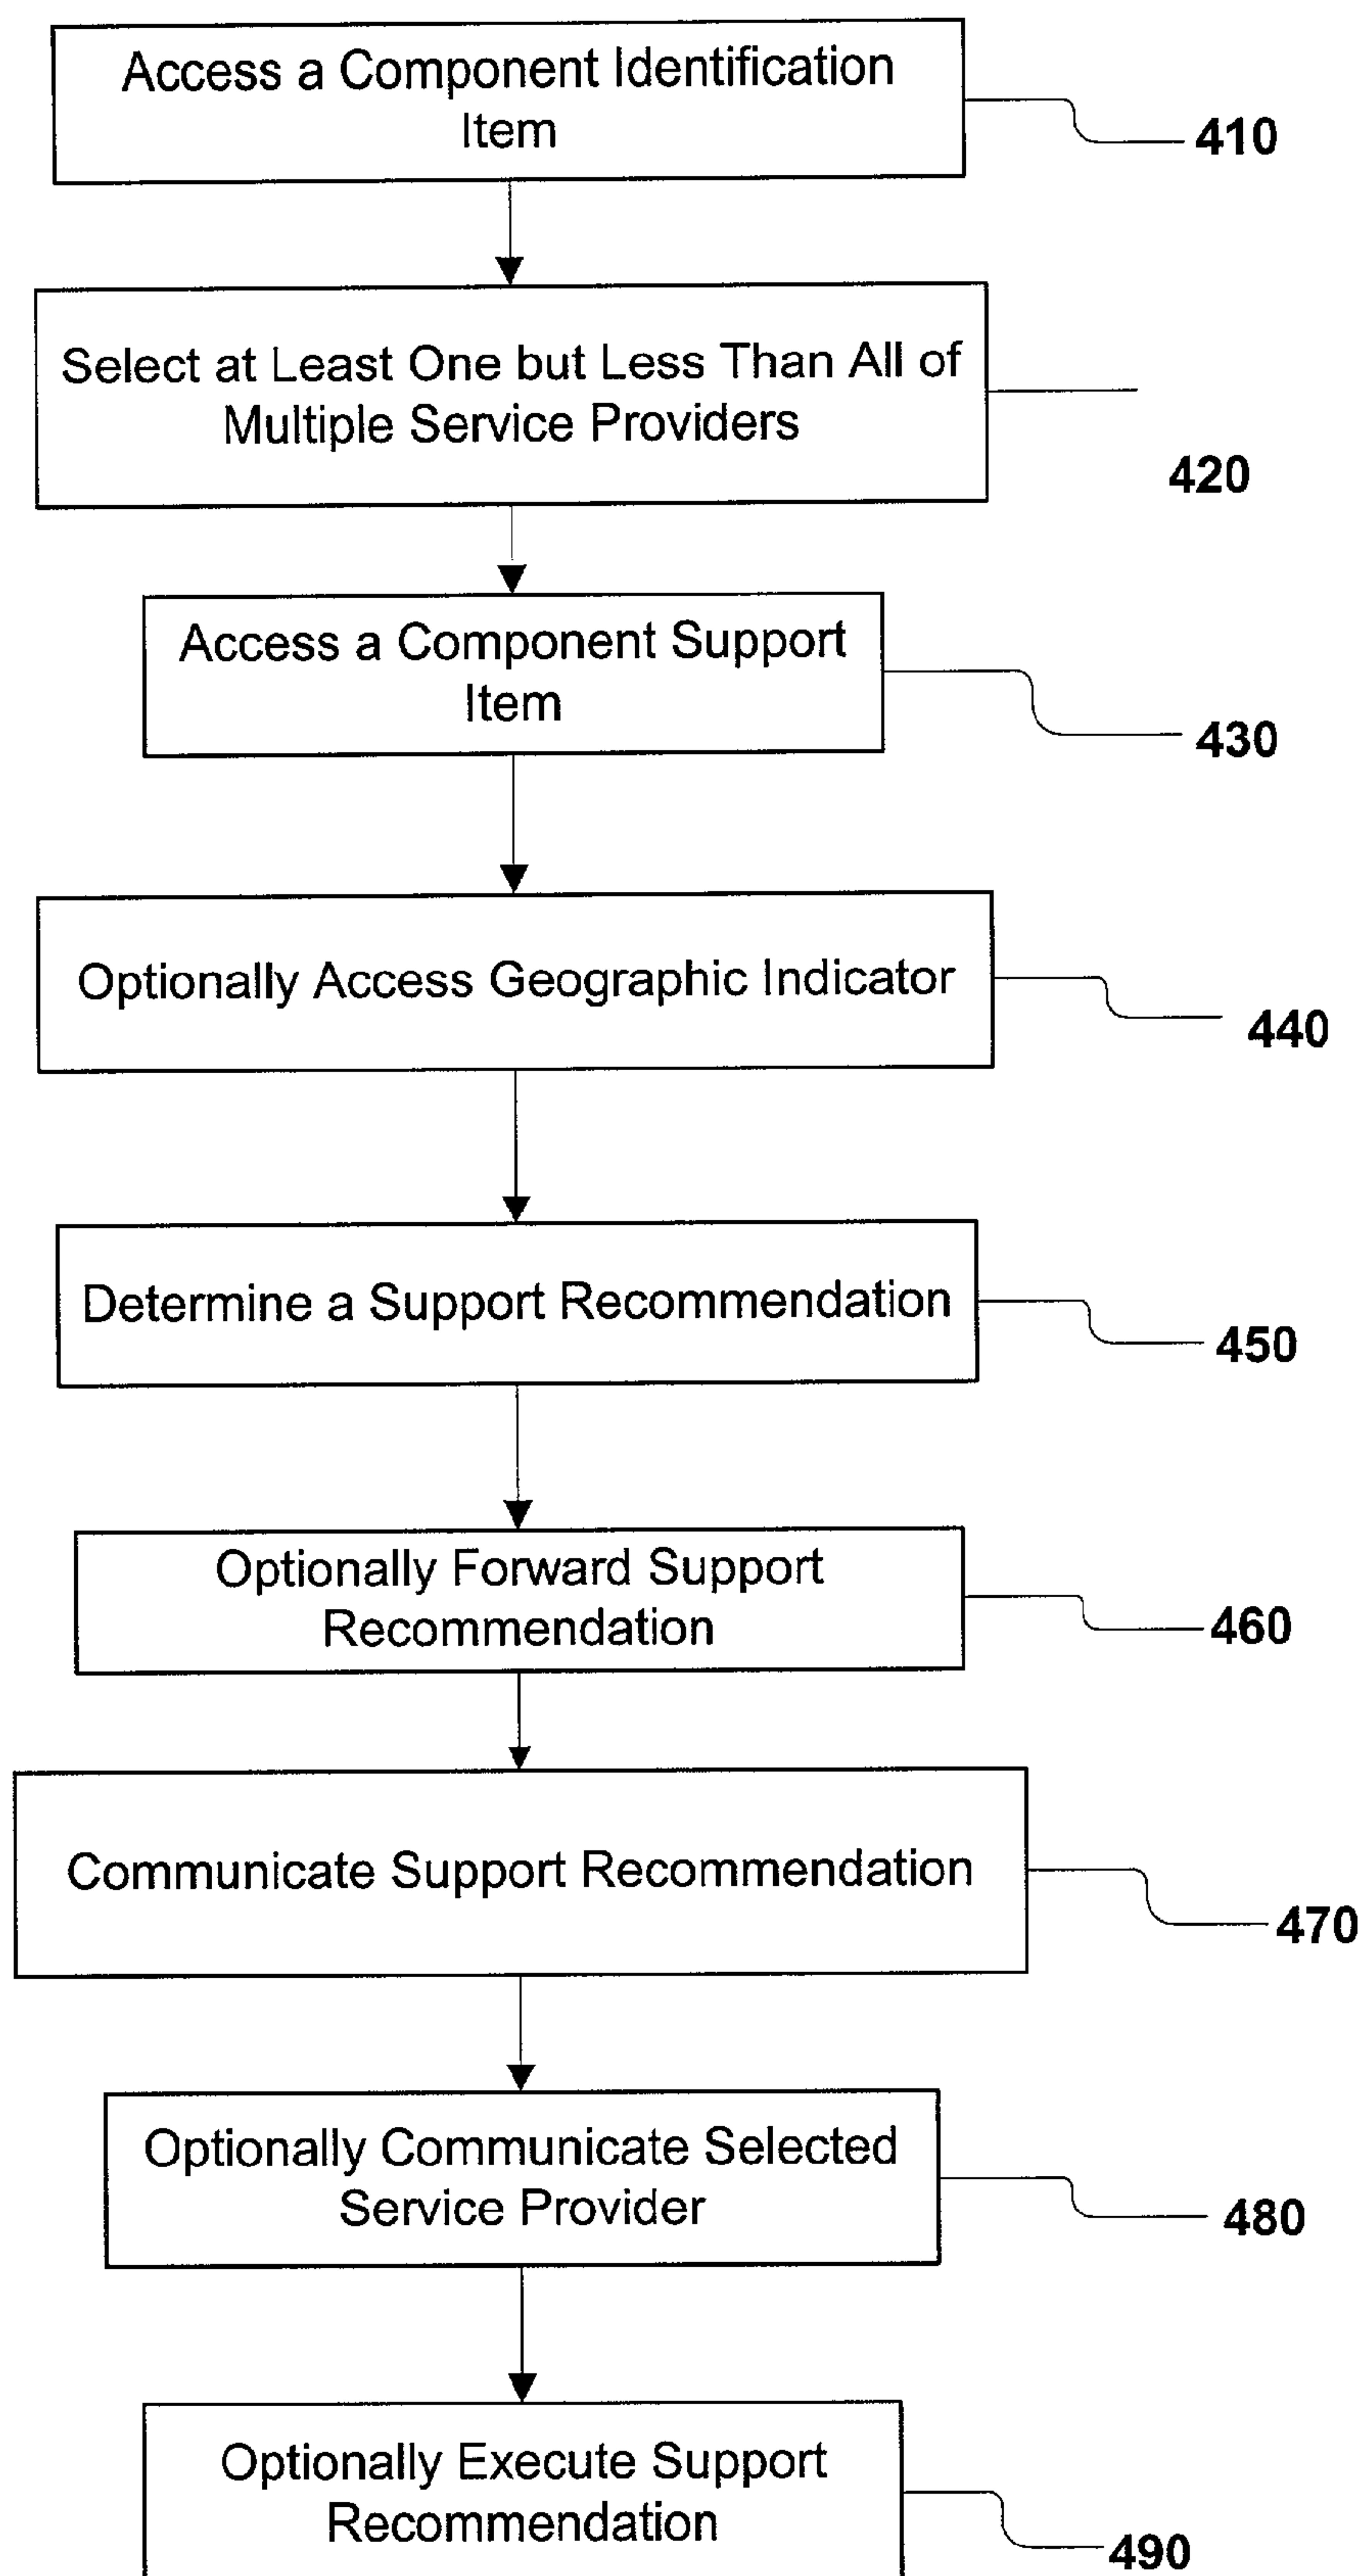 Access a Component Identification
Item
410
Select at Least One but Less Than All of
Multiple Service Providers
420
Access a Component Support
Item
430
Optionally Access Geographic Indicator
440
Determine a Support Recommendation
450
Optionally Forward Support
Recommendation
460
Communicate Support Recommendation
470
Optionally Communicate Selected
Service Provider
480
Optionally Execute Support
Recommendation
490